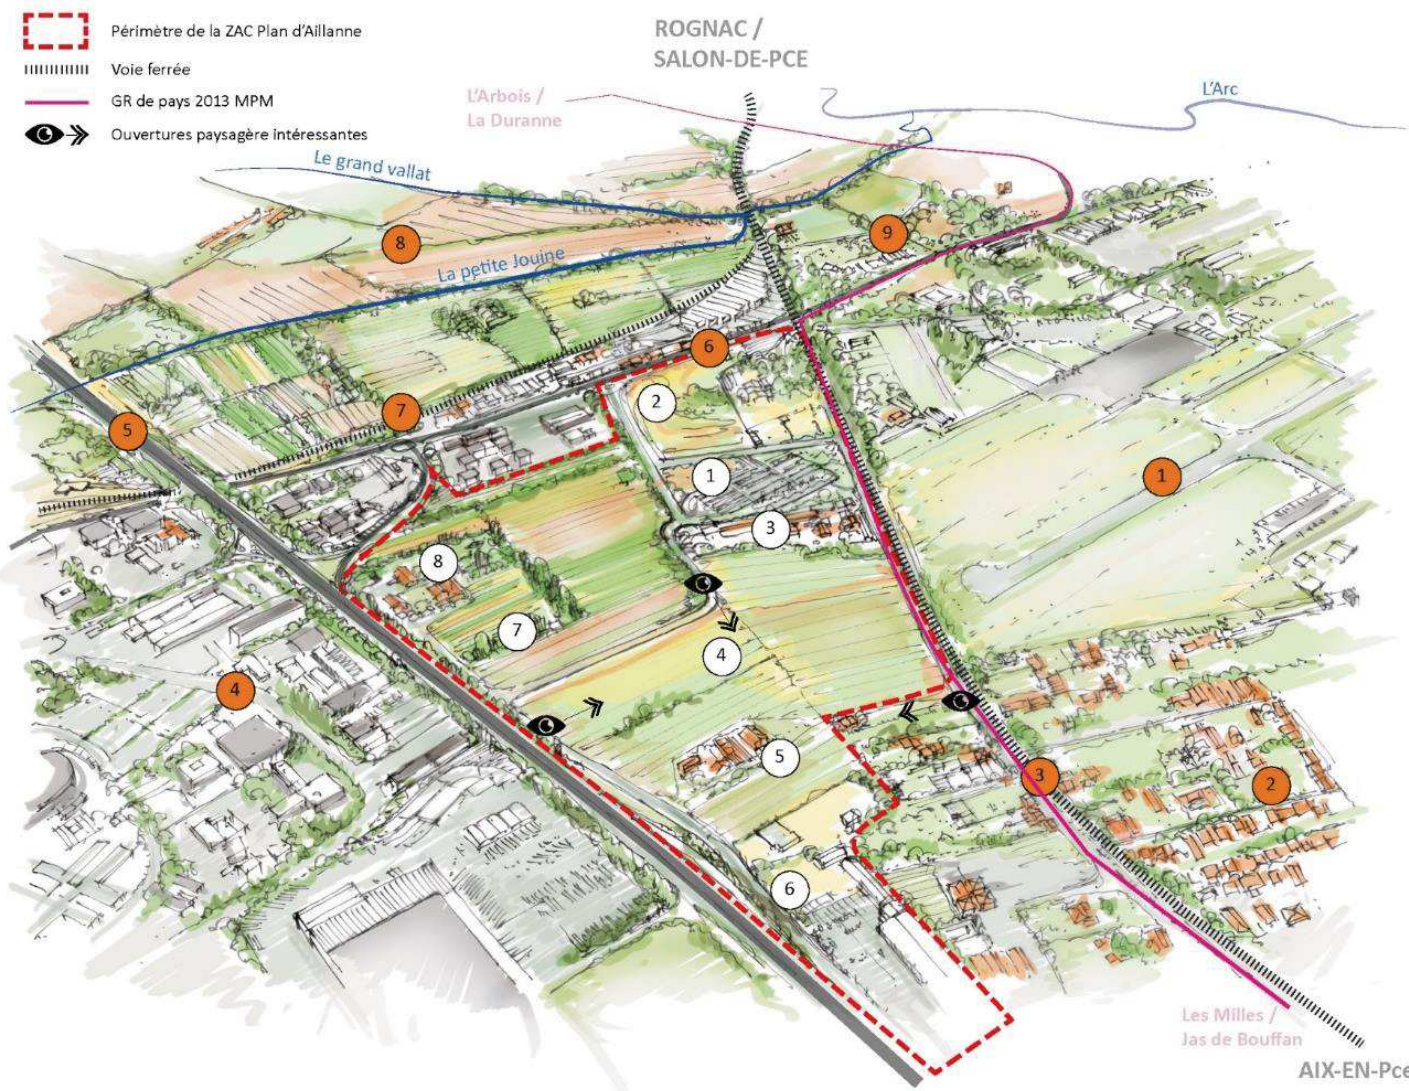 Périmètre de la ZAC Plan d'Aillanne
Voie ferrée
GR de pays 2013 MPM
Ouvertures paysagère intéressantes
ROGNAC /
SALON-DE-PCE
L'Arbois /
La Duranne
L'Arc
Le grand vallat
8
9
La petite Jouine
6
2
7
5
1
1
3
8
7
4
4
5
3
2
6
Les Milles /
Jas de Bouffan
AIX-EN-Pce